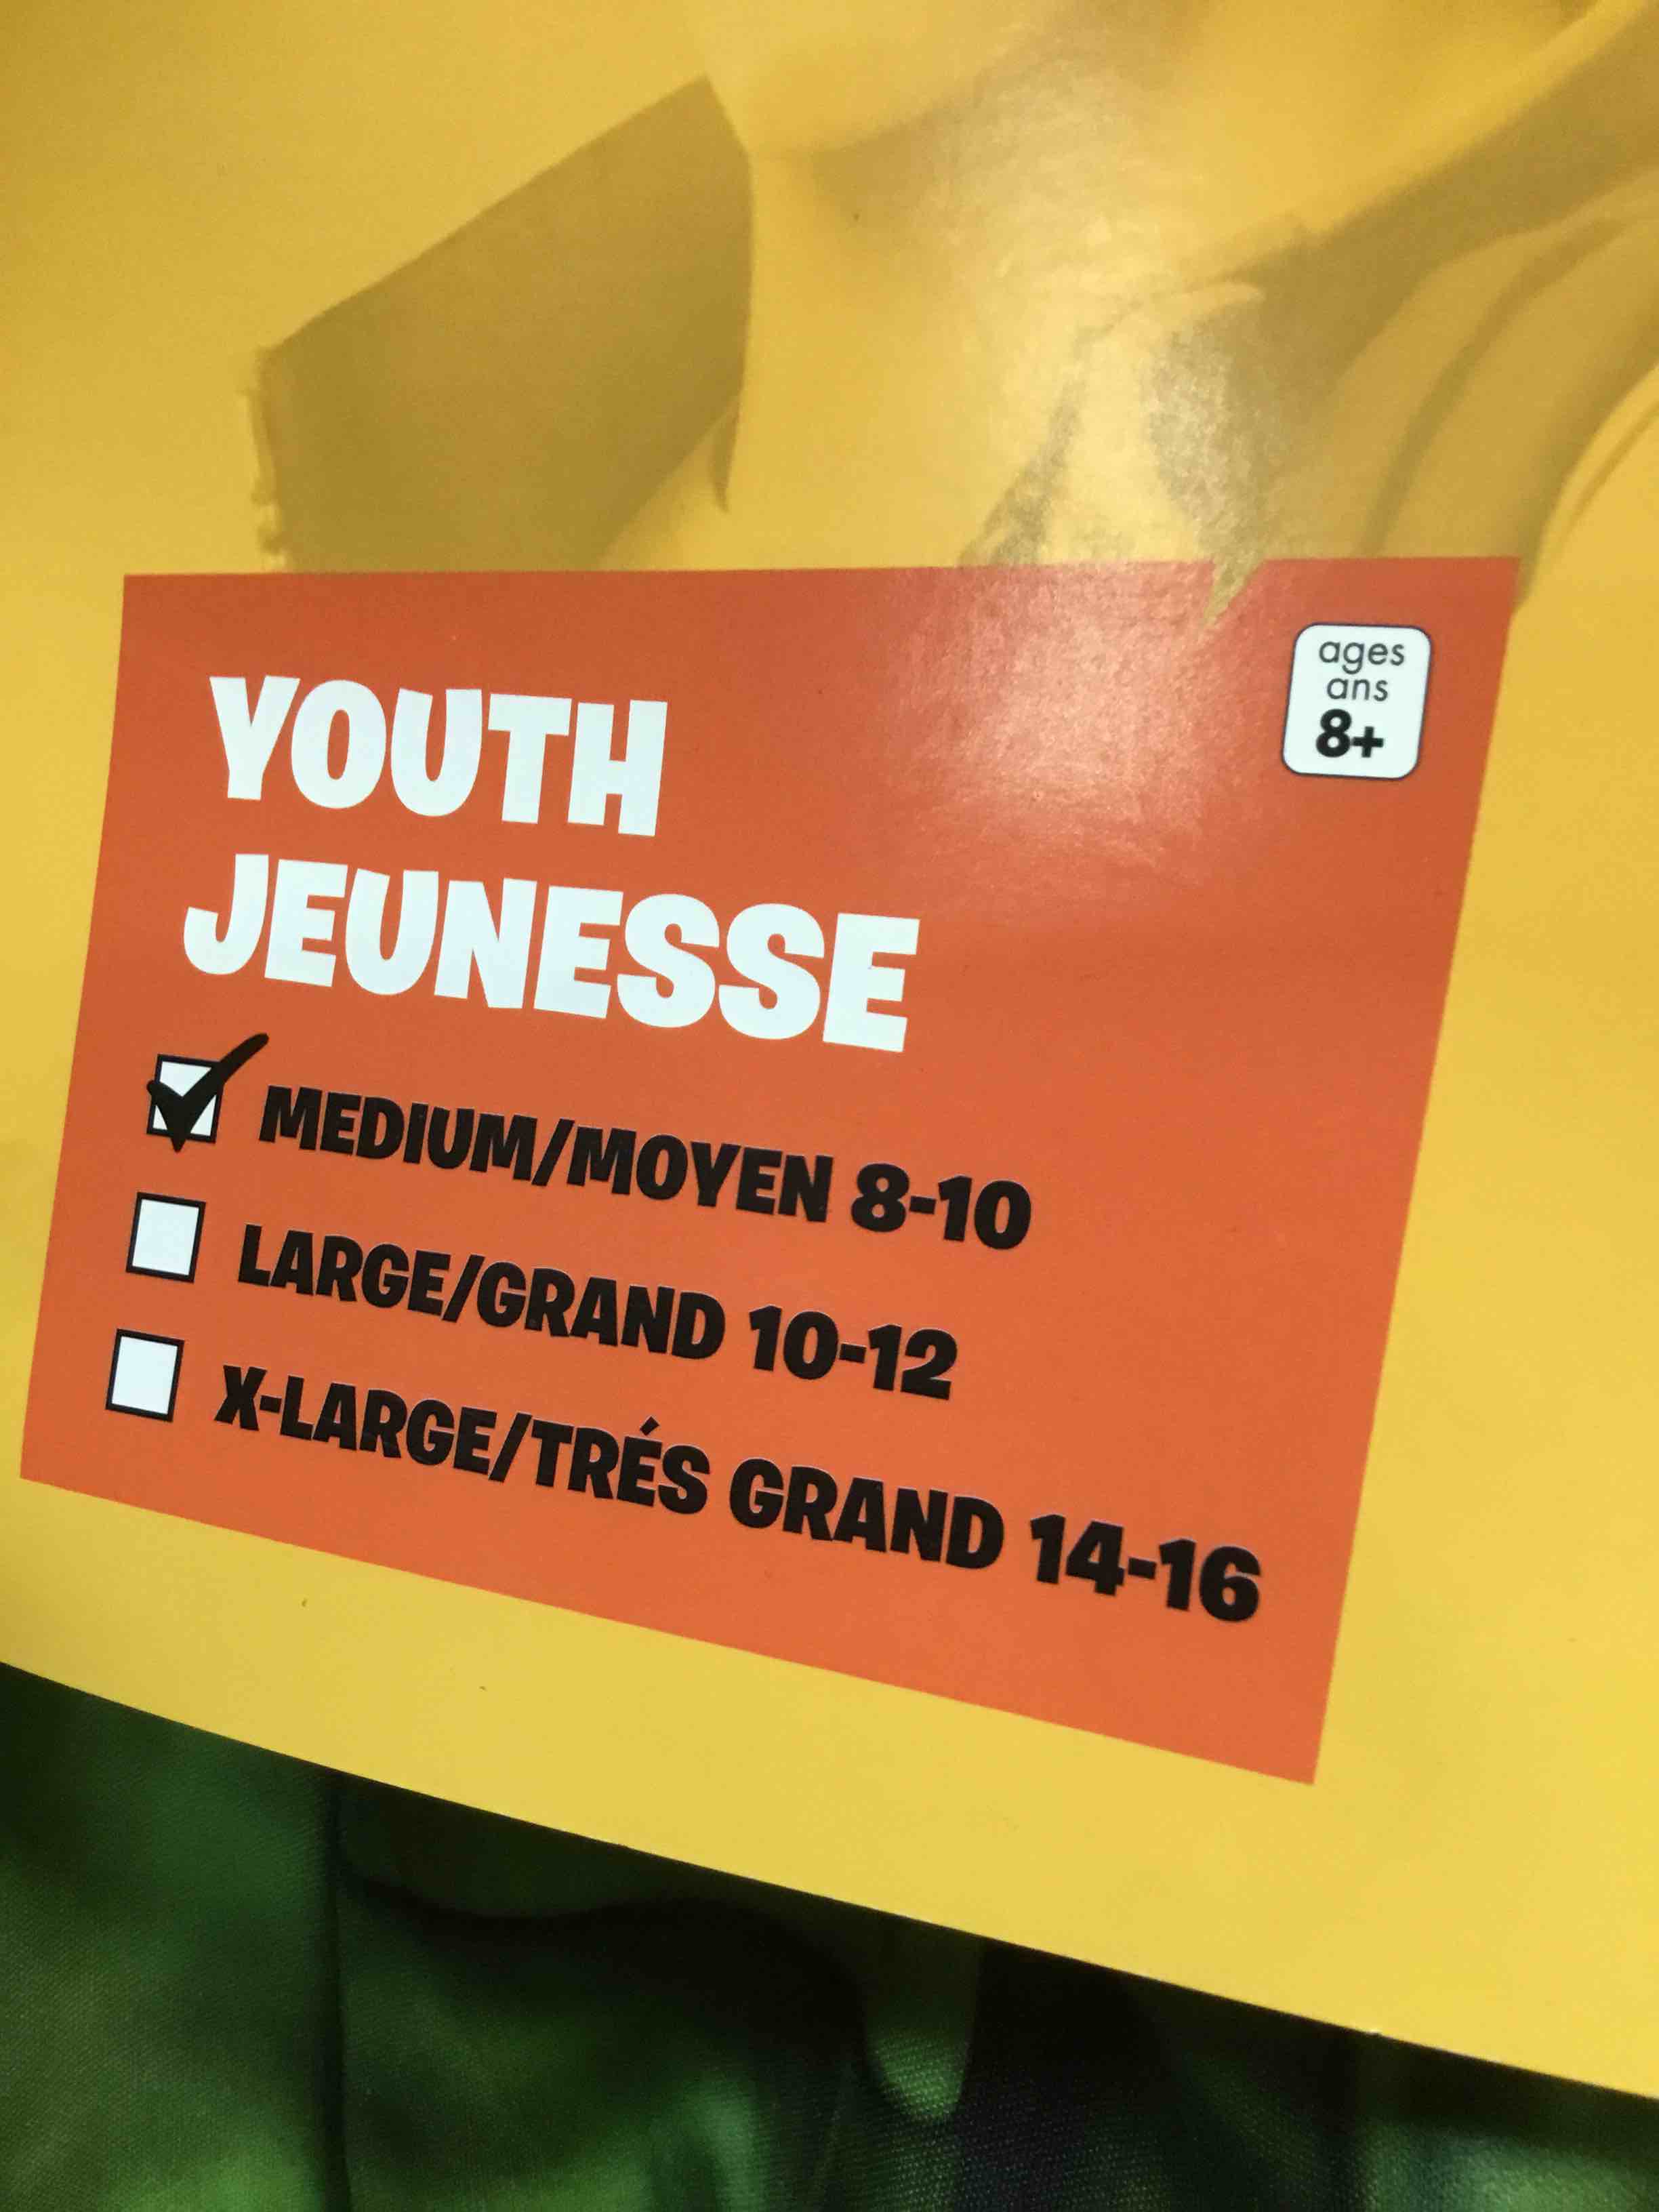 ages
ans
8+
YOUTH
JEUNESSE
MEDIUM/MOYEN 8-10
LARGE/GRAND 10-12
X-LARGE/TRÉS GRAND 14-16